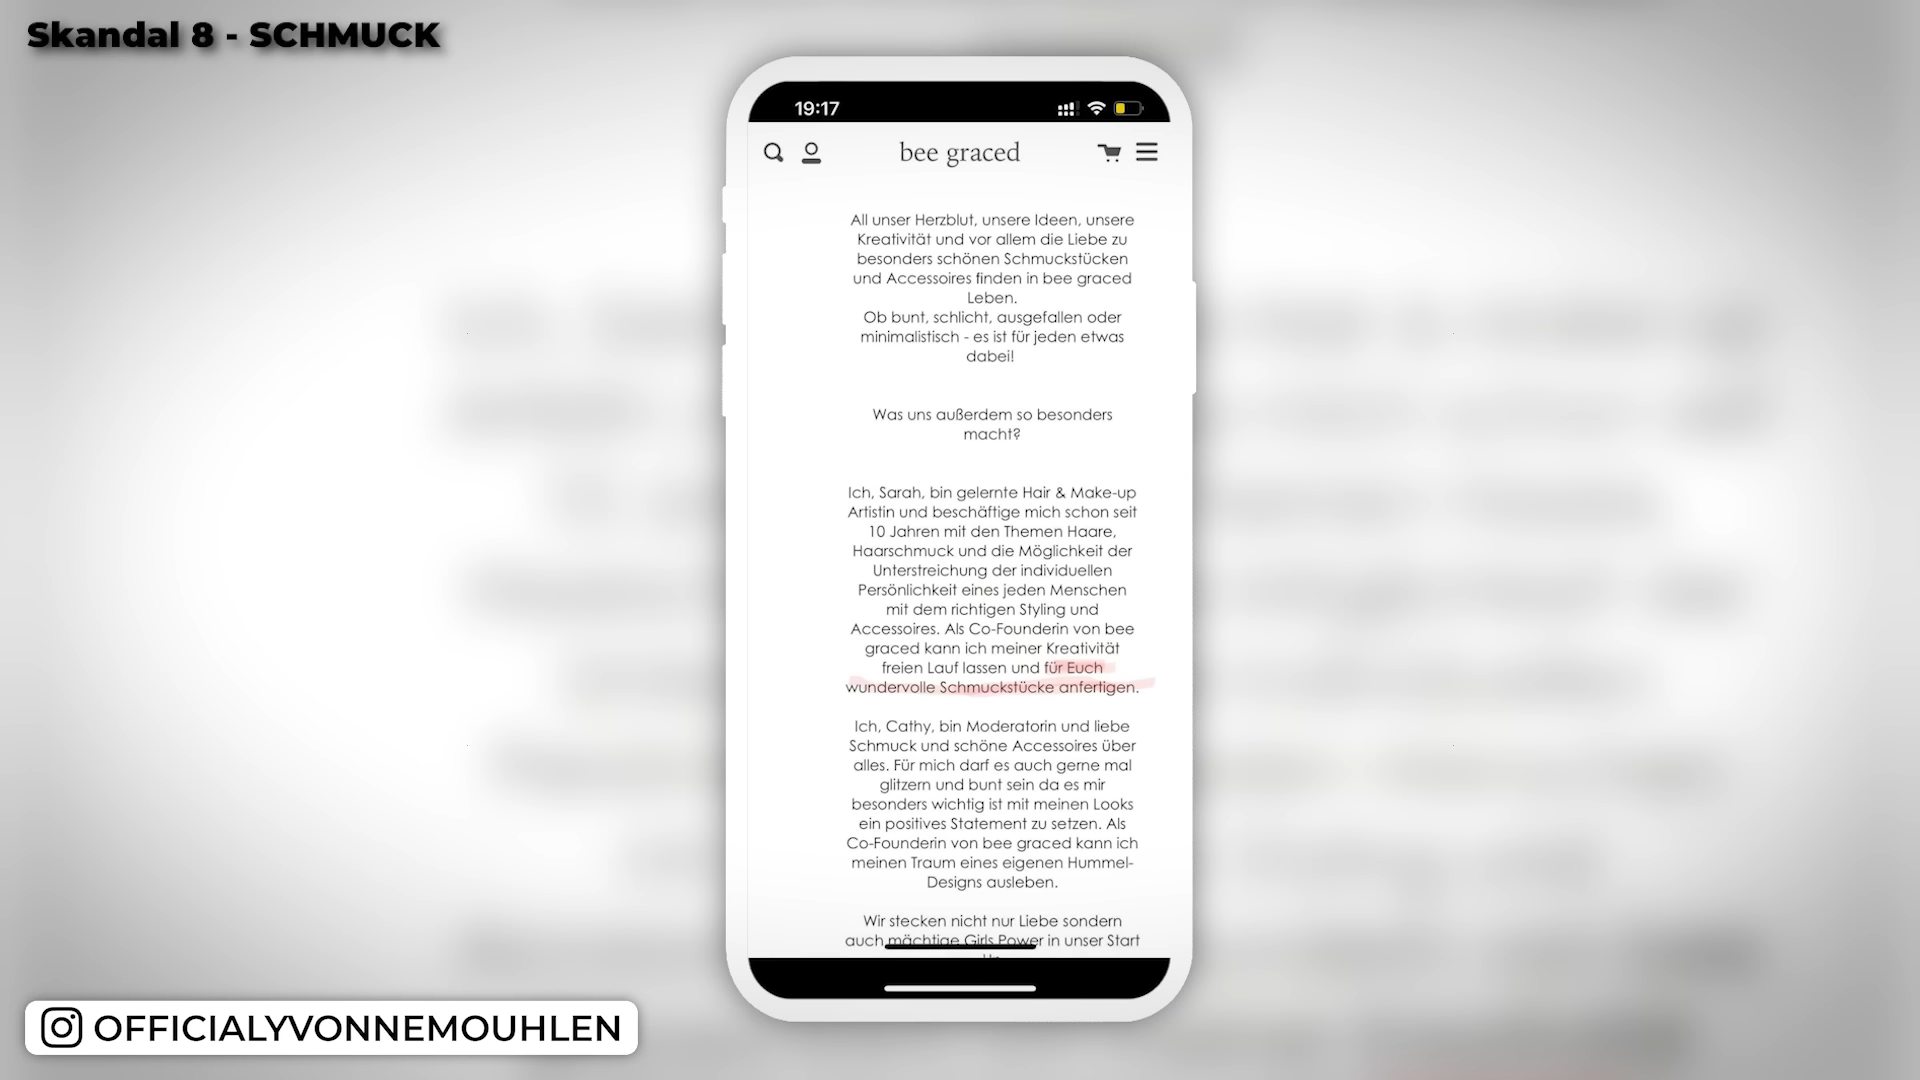 Skandal 8 - SCHMUCK
19:17
bee graced
All unser Herzblut, unsere Ideen, unsere
Kreativität und vor allem die Liebe zu
besonders schönen Schmuckstücken
und Accessoires finden in bee graced
Leben.
Ob bunt, schlicht, ausgefallen oder
minimalistisch - es ist für jeden etwas
dabei!
Was uns außerdem so besonders
macht?
Ich, Sarah, bin gelernte Hair & Make-up
Artistin und beschäftige mich schon seit
10 Jahren mit den Themen Haare,
Haarschmuck und die Möglichkeit der
Unterstreichung der individuellen
Persönlichkeit eines jeden Menschen
mit dem richtigen Styling und
Accessoires. Als Co-Founderin von bee
graced kann ich meiner Kreativität
freien Lauf lassen und für Euch
wundervolle Schmuckstücke anfertigen.
Ich, Cathy, bin Moderatorin und liebe
Schmuck und schöne Accessoires über
alles. Für mich darf es auch gerne mal
glitzern und bunt sein da es mir
besonders wichtig ist mit meinen Looks
ein positives Statement zu setzen. Als
Co-Founderin von bee graced kann ich
meinen Traum eines eigenen Hummel-
Designs ausleben.
Wir stecken nicht nur Liebe sondern
auch mächtige Girls Power in unser Start
OFFICIALYVONNEMOUHLEN